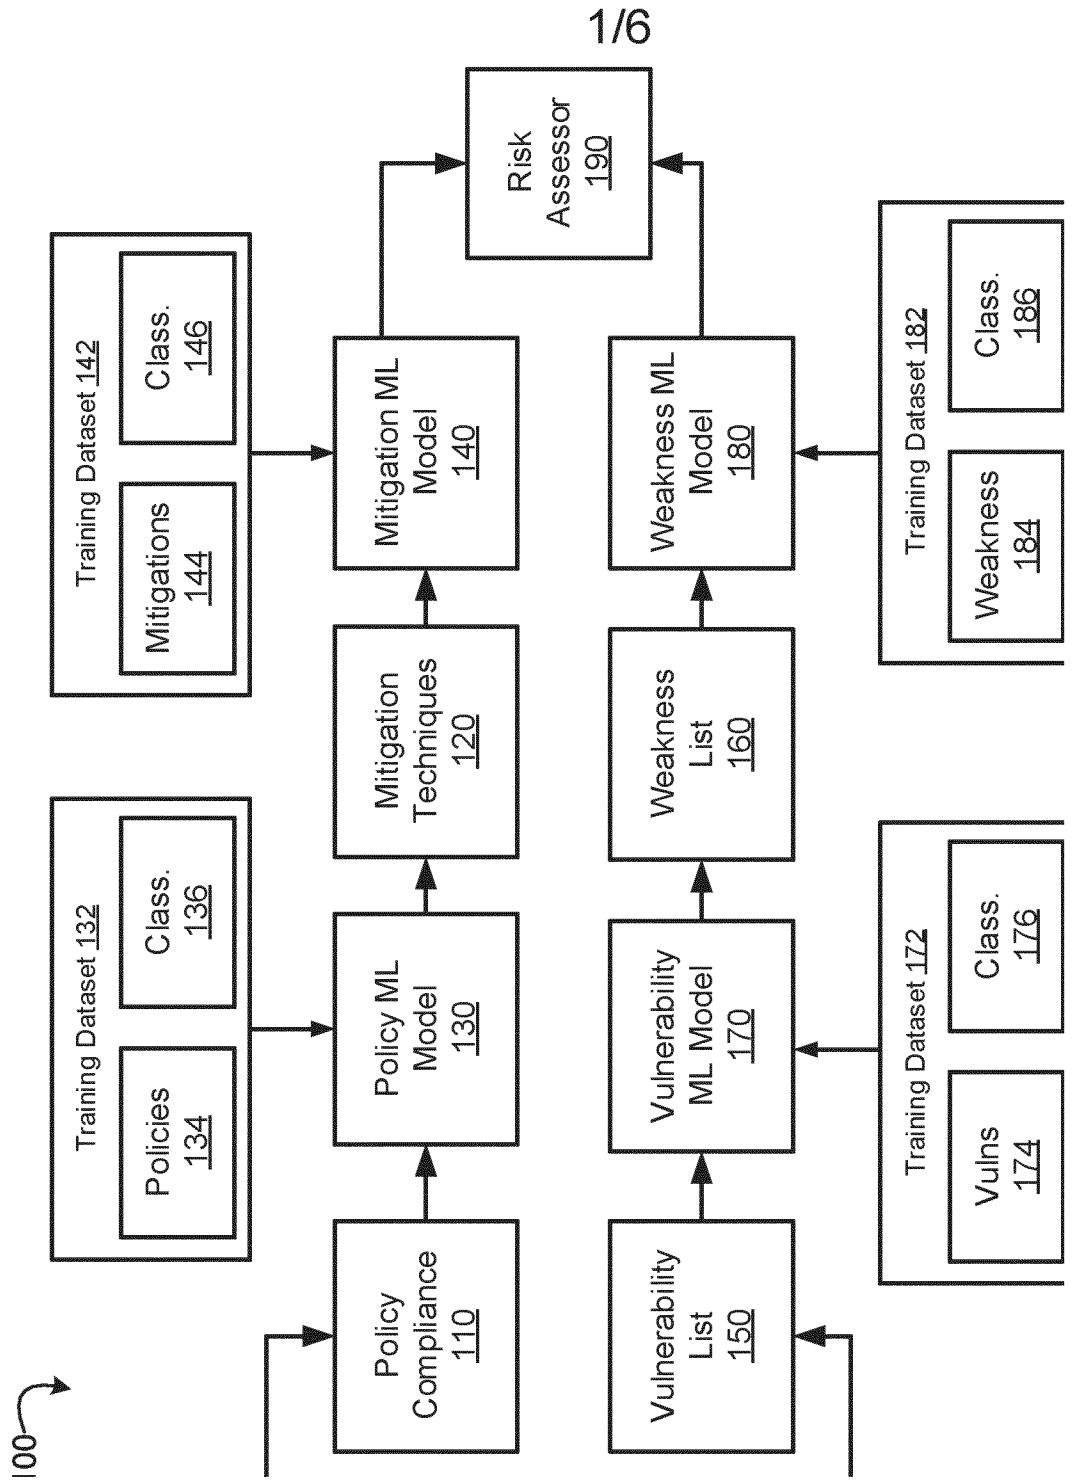 1/6
100
Training Dataset 132
Policies
134
Class.
136
Training Dataset 142
Mitigations
144
Class.
146
Policy
Compliance
110
Policy ML
Model
130
Mitigation
Techniques
120
Mitigation ML
Model
140
Risk
Assessor
190
Vulnerability
List
150
Vulnerability
ML Model
170
Weakness
List
160
Weakness ML
Model
180
Training Dataset 172
Vulns
174
Class.
176
Training Dataset 182
Weakness
184
Class.
186